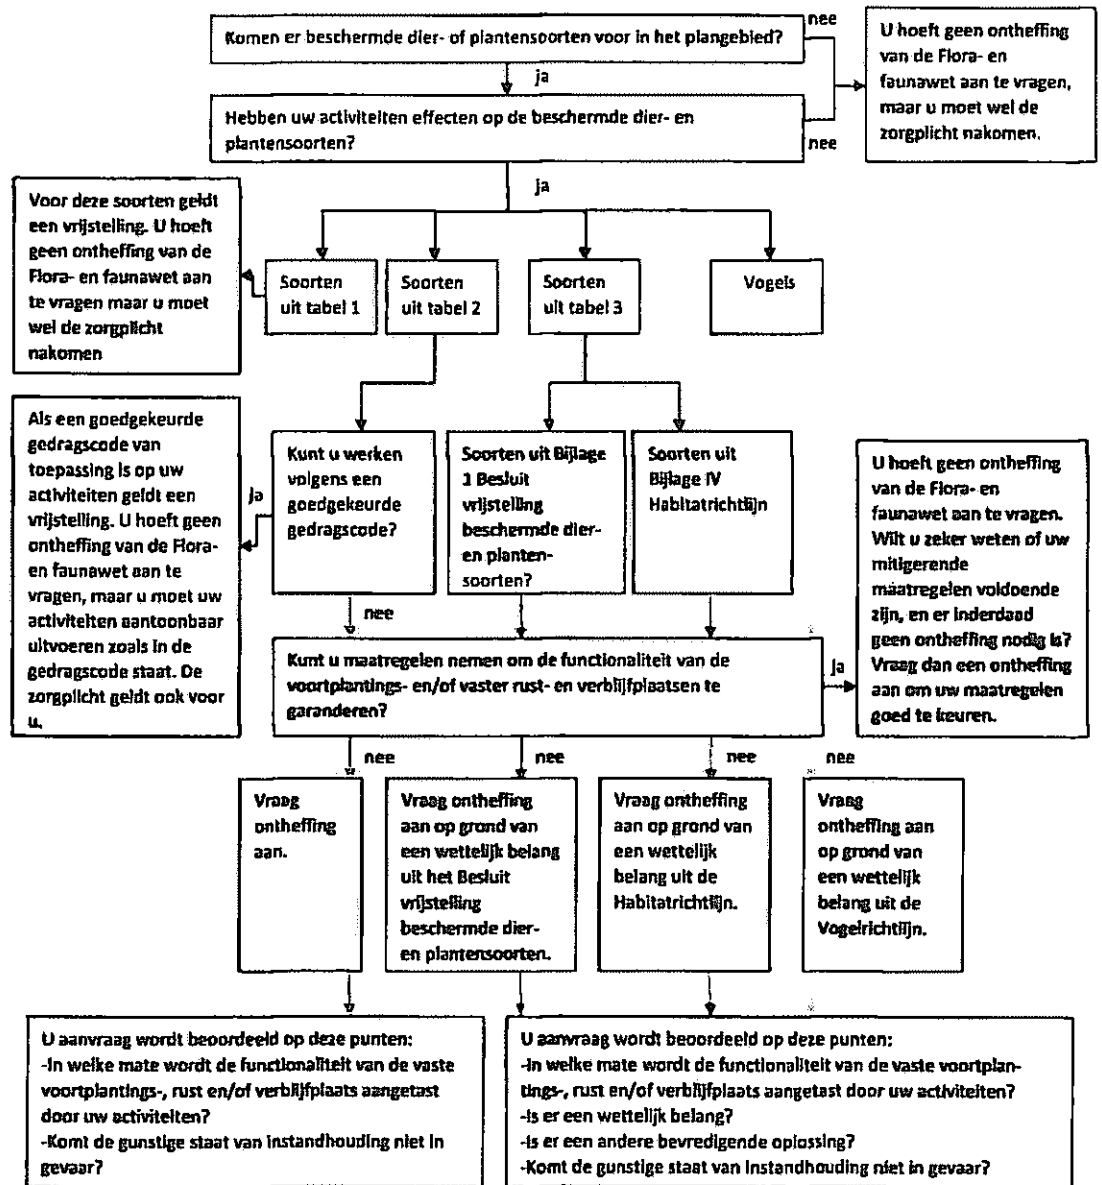 nee
Komen er beschermde dier- of plantensoorten voor in het plangebied?
U hoeft geen ontheffing
van de Flora- en
faunawet aan te vragen,
maar u moet wel de
zorgplicht nakomen.
ja
Hebben uw activiteiten effecten op de beschermde dier- en
plantensoorten?
nee
ja
Voor deze soorten geldt
een vrijstelling. U hoeft
geen ontheffing van de
Flora- en faunawet aan
te vragen maar u moet
wel de zorgplicht
nakomen
Soorten
uit tabel 1
Soorten
uit tabel 2
Soorten
uit tabel 3
Vogels
Als een goedgekeurde
gedragscode van
toepassing is op uw
activiteiten geldt een
vrijstelling. U hoeft geen
ontheffing van de Flora-
en faunawet aan te
vragen, maar u moet uw
activiteiten aantoonbaar
uitvoeren zoals in de
gedragscode staat. De
zorgplicht geldt ook voor
u.
ja
Kunt u werken
volgens een
goedgekeurde
gedragscode?
Soorten uit Bijlage
1 Besluit
vrijstelling
beschermde dier-
en planten-
soorten?
Soorten uit
Bijlage IV
Habitatrichtlijn
U hoeft geen ontheffing
van de Flora- en
faunawet aan te vragen.
Wilt u zeker weten of uw
mitigerende
maatregelen voldoende
zijn, en er inderdaad
geen ontheffing nodig is?
Vraag dan een ontheffing
aan om uw maatregelen
goed te keuren.
nee
Kunt u maatregelen nemen om de functionaliteit van de
voortplantings- en/of vaster rust- en verblijfplaatsen te
garanderen?
ja
nee
nee
nee
nee
Vraag
ontheffing
aan.
Vraag ontheffing
aan op grond van
een wettelijk belang
uit het Besluit
vrijstelling
beschermde dier-
en plantensoorten.
Vraag ontheffing
aan op grond van
een wettelijk
belang uit de
Habitatrichtlijn.
Vraag
ontheffing aan
op grond van
een wettelijk
belang uit de
Vogelrichtlijn.
U aanvraag wordt beoordeeld op deze punten:
-In welke mate wordt de functionaliteit van de vaste
voortplantings-, rust en/of verblijfplaats aangetast
door uw activiteiten?
-Komt de gunstige staat van instandhouding niet in
gevaar?
U aanvraag wordt beoordeeld op deze punten:
-In welke mate wordt de functionaliteit van de vaste voortplan-
tings-, rust en/of verblijfplaats aangetast door uw activiteiten?
-Is er een wettelijk belang?
-Is er een andere bevredigende oplossing?
-Komt de gunstige staat van instandhouding niet in gevaar?